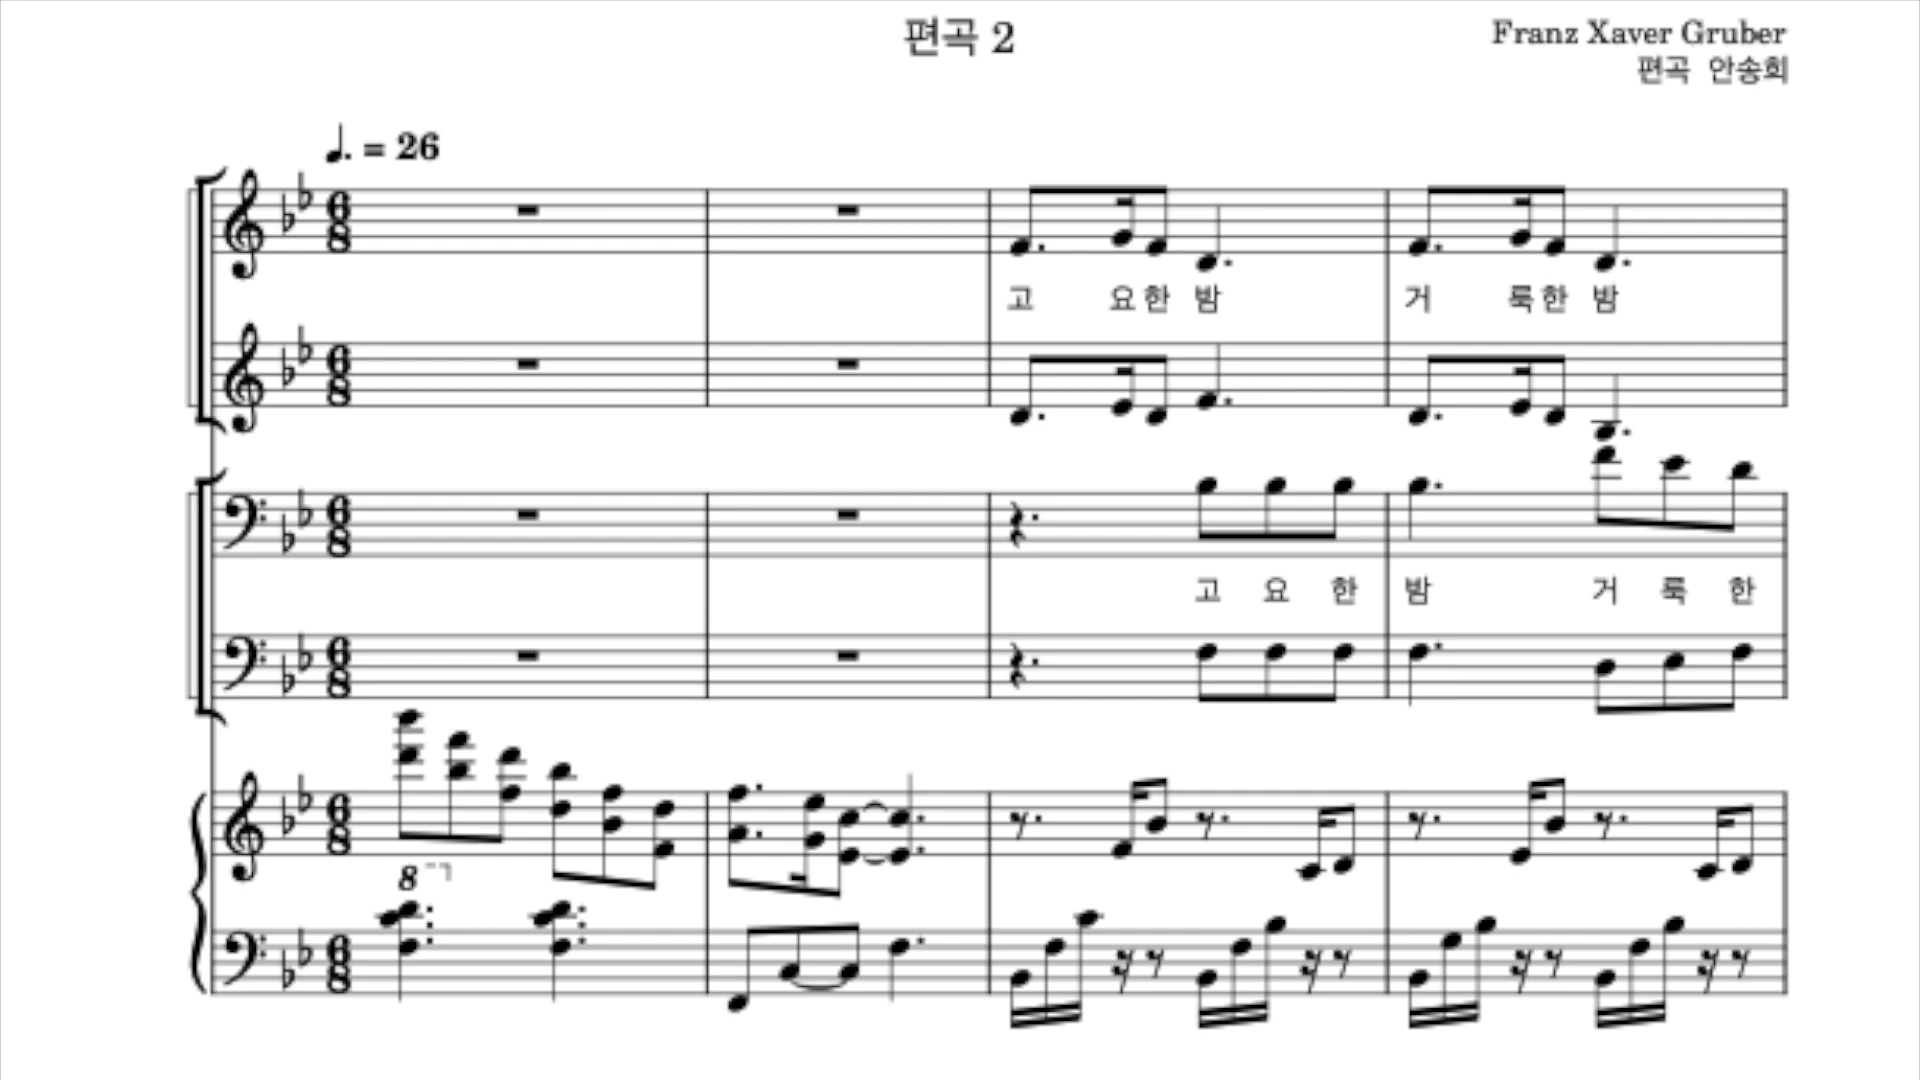 편곡 2
Franz Xaver Gruber
편곡 안송희
♩. = 26
고 요한 밤 거 룩한 밤
고 요 한 밤 거 룩 한
8